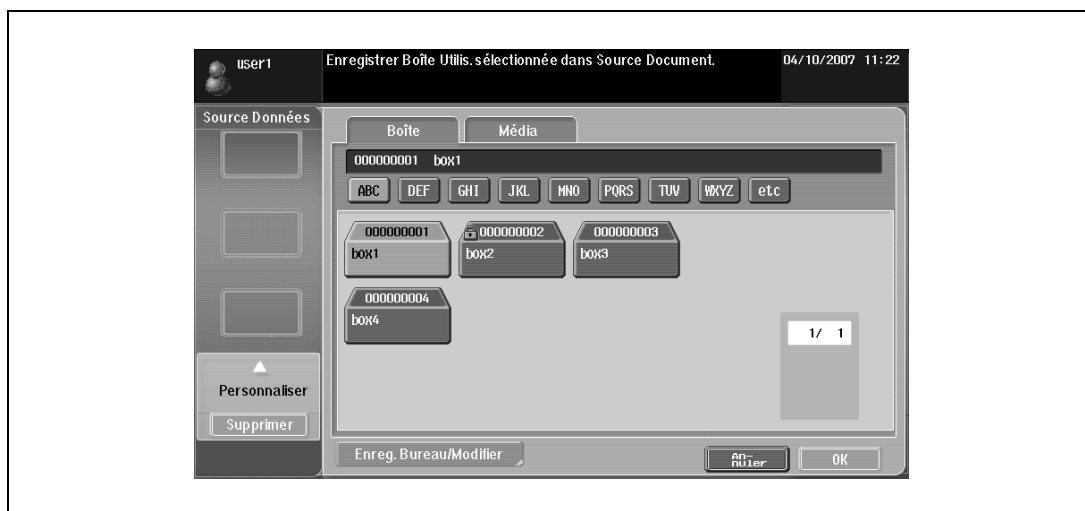 user1
Enregistrer Boîte Utilis. sélectionnée dans Source Document.
04/10/2007 11:22
Source Données
Boîte
Média
000000001 box1
ABC DEF GHI JKL MNO PQRS TUV WXYZ etc
000000001
box1
000000002
box2
000000003
box3
000000004
box4
1/ 1
Personnaliser
Supprimer
Enreg. Bureau/Modifier
An-
nuler
OK